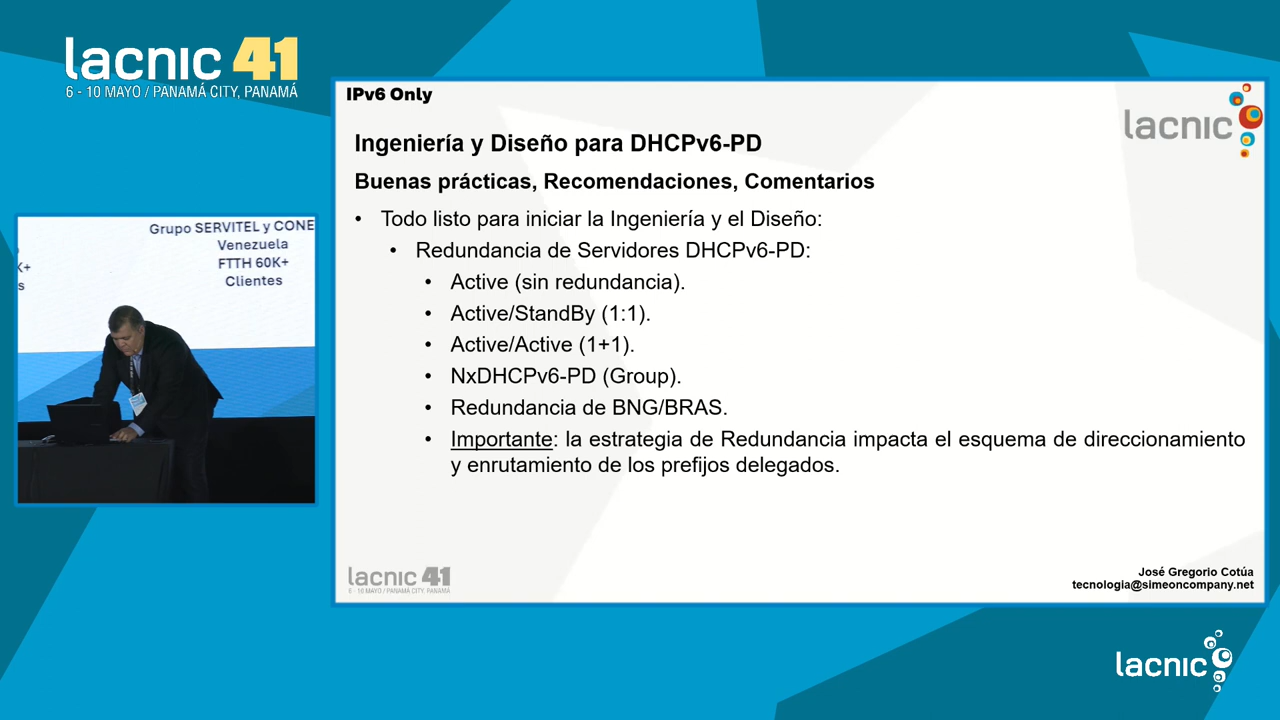 lacnic 41
6 - 10 MAYO / PANAMÁ CITY, PANAMÁ
Grupo SERVITEL y CONE
Venezuela
FTTH 60K+
Clientes
K+
s
IPv6 Only
lacnic
Ingeniería y Diseño para DHCPv6-PD
Buenas prácticas, Recomendaciones, Comentarios
• Todo listo para iniciar la Ingeniería y el Diseño:
• Redundancia de Servidores DHCPv6-PD:
• Active (sin redundancia).
• Active/StandBy (1:1).
• Active/Active (1+1).
• NxDHCPv6-PD (Group).
• Redundancia de BNG/BRAS.
• Importante: la estrategia de Redundancia impacta el esquema de direccionamiento
y enrutamiento de los prefijos delegados.
lacnic 41
6 - 10 MAYO / PANAMÁ CITY, PANAMÁ
José Gregorio Cotúa
tecnologia@simeoncompany.net
lacnic